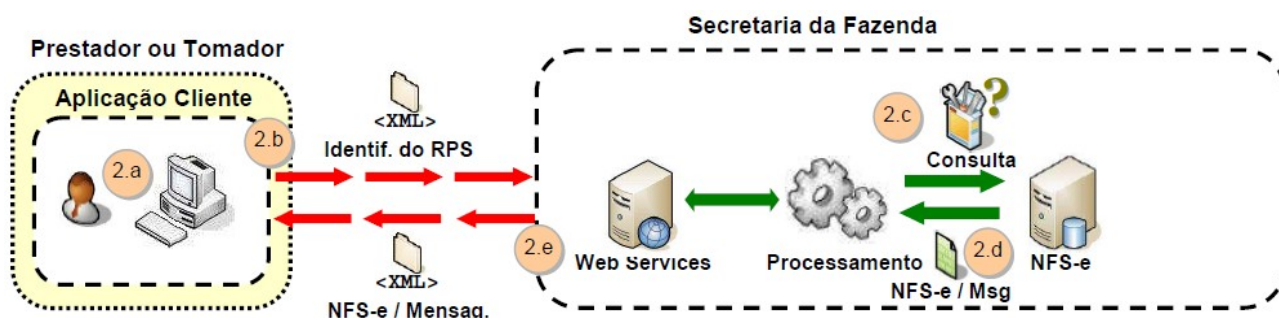 Secretaria da Fazenda
Prestador ou Tomador
Aplicação Cliente
2.a
2.b
<XML>
Identif. do RPS
<XML>
NFS-e / Mensag.
2.e
Web Services
Processamento
2.c
?
Consulta
2.d
NFS-e / Msg
NFS-e